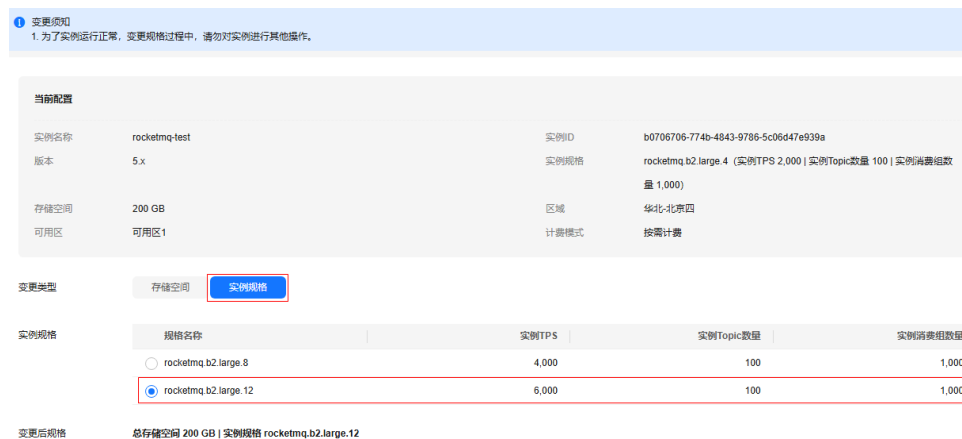 变更须知
1. 为了实例运行正常，变更规格过程中，请勿对实例进行其他操作。
当前配置
实例名称 rocketmq-test 实例ID b0706706-774b-4843-9786-5c06d47e939a
版本 5.x 实例规格 rocketmq.b2.large.4（实例TPS 2,000 | 实例Topic数量 100 | 实例消费组数
量 1,000）
存储空间 200 GB 区域 华北-北京四
可用区 可用区1 计费模式 按需计费
变更类型 存储空间 实例规格
实例规格 规格名称 实例TPS 实例Topic数量 实例消费组数量
rocketmq.b2.large.8 4,000 100 1,000
rocketmq.b2.large.12 6,000 100 1,000
变更后规格 总存储空间 200 GB | 实例规格 rocketmq.b2.large.12